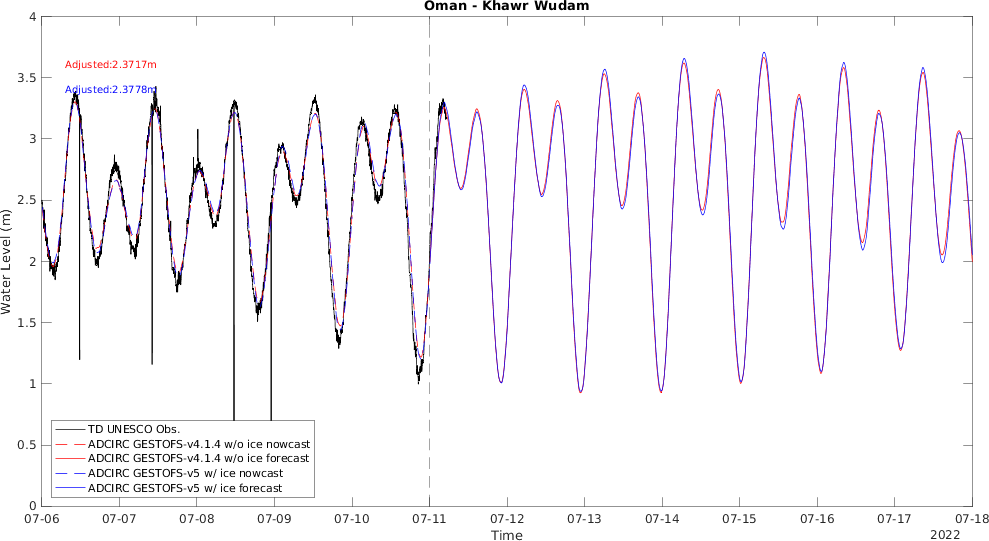 Oman - Khawr Wudam
Adjusted:2.3717m
Adjusted:2.3778m
Water Level (m)
4
3.5
3
2.5
2
1.5
1
0.5
0
TD UNESCO Obs.
ADCIRC GESTOFS-v4.1.4 w/o ice nowcast
ADCIRC GESTOFS-v4.1.4 w/o ice forecast
ADCIRC GESTOFS-v5 w/ ice nowcast
ADCIRC GESTOFS-v5 w/ ice forecast
07-06 07-07 07-08 07-09 07-10 07-11 07-12 07-13 07-14 07-15 07-16 07-17 07-18
Time
2022